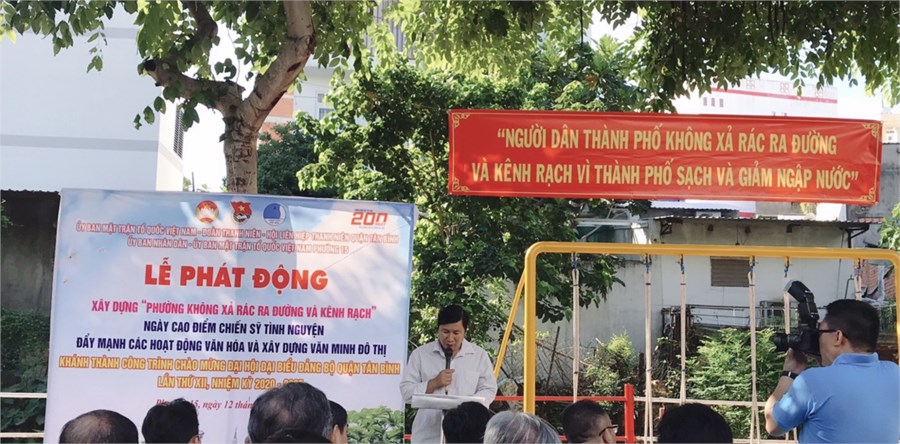 "NGƯỜI DÂN THÀNH PHỐ KHÔNG XẢ RÁC RA ĐƯỜNG
VÀ KÊNH RẠCH VÌ THÀNH PHỐ SẠCH VÀ GIẢM NGẬP NƯỚC"
200
ỦY BAN MẶT TRẬN TỔ QUỐC VIỆT NAM - ĐOÀN THANH NIÊN - HỘI LIÊN HIỆP THANH NIÊN QUẬN TÂN BÌNH
ỦY BAN NHÂN DÂN - ỦY BAN MẶT TRẬN TỔ QUỐC VIỆT NAM PHƯỜNG 15
LỄ PHÁT ĐỘNG
XÂY DỰNG "PHƯỜNG KHÔNG XẢ RÁC RA ĐƯỜNG VÀ KÊNH RẠCH"
NGÀY CAO ĐIỂM CHIẾN SỸ TÌNH NGUYỆN
ĐẨY MẠNH CÁC HOẠT ĐỘNG VĂN HÓA VÀ XÂY DỰNG VĂN MINH ĐÔ THỊ
KHÁNH THÀNH CÔNG TRÌNH CHÀO MỪNG ĐẠI HỘI ĐẠI BIỂU ĐẢNG BỘ QUẬN TÂN BÌNH
LẦN THỨ XII, NHIỆM KỲ 2020 -
15, ngày 12